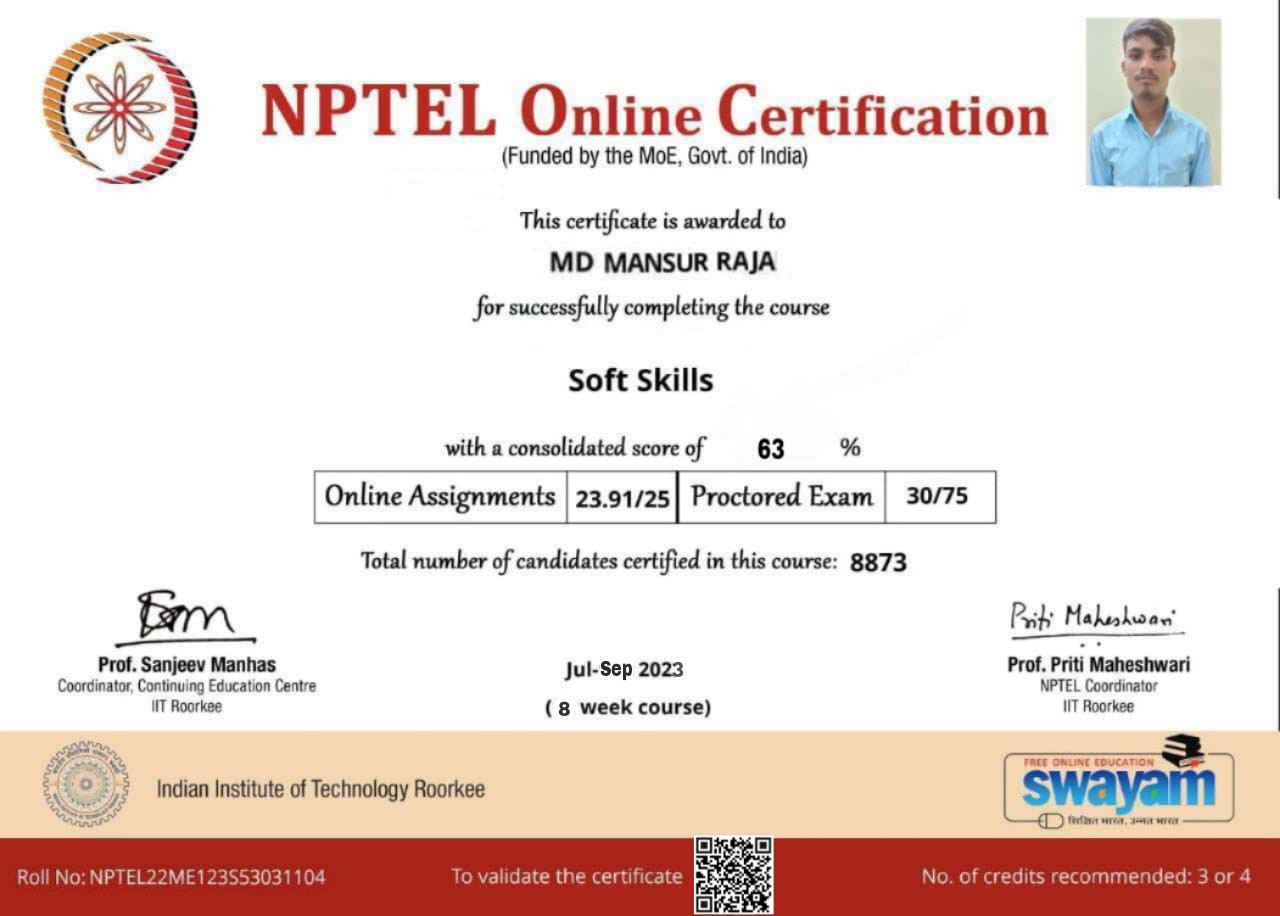 NPTEL Online Certification
(Funded by the MoE, Govt. of India)
This certificate is awarded to
MD MANSUR RAJA
for successfully completing the course
Soft Skills
with a consolidated score of 63 %
Online Assignments 23.91/25 Proctored Exam 30/75
Total number of candidates certified in this course: 8873
Prof. Sanjeev Manhas
Coordinator, Continuing Education Centre
IIT Roorkee
Jul-Sep 2023
( 8 week course)
Priti Maheshwari
Prof. Priti Maheshwari
NPTEL Coordinator
IIT Roorkee
Indian Institute of Technology Roorkee
FREE ONLINE EDUCATION
swayam
शिक्षित भारत, उन्नत भारत
Roll No: NPTEL22ME123S53031104
To validate the certificate
No. of credits recommended: 3 or 4